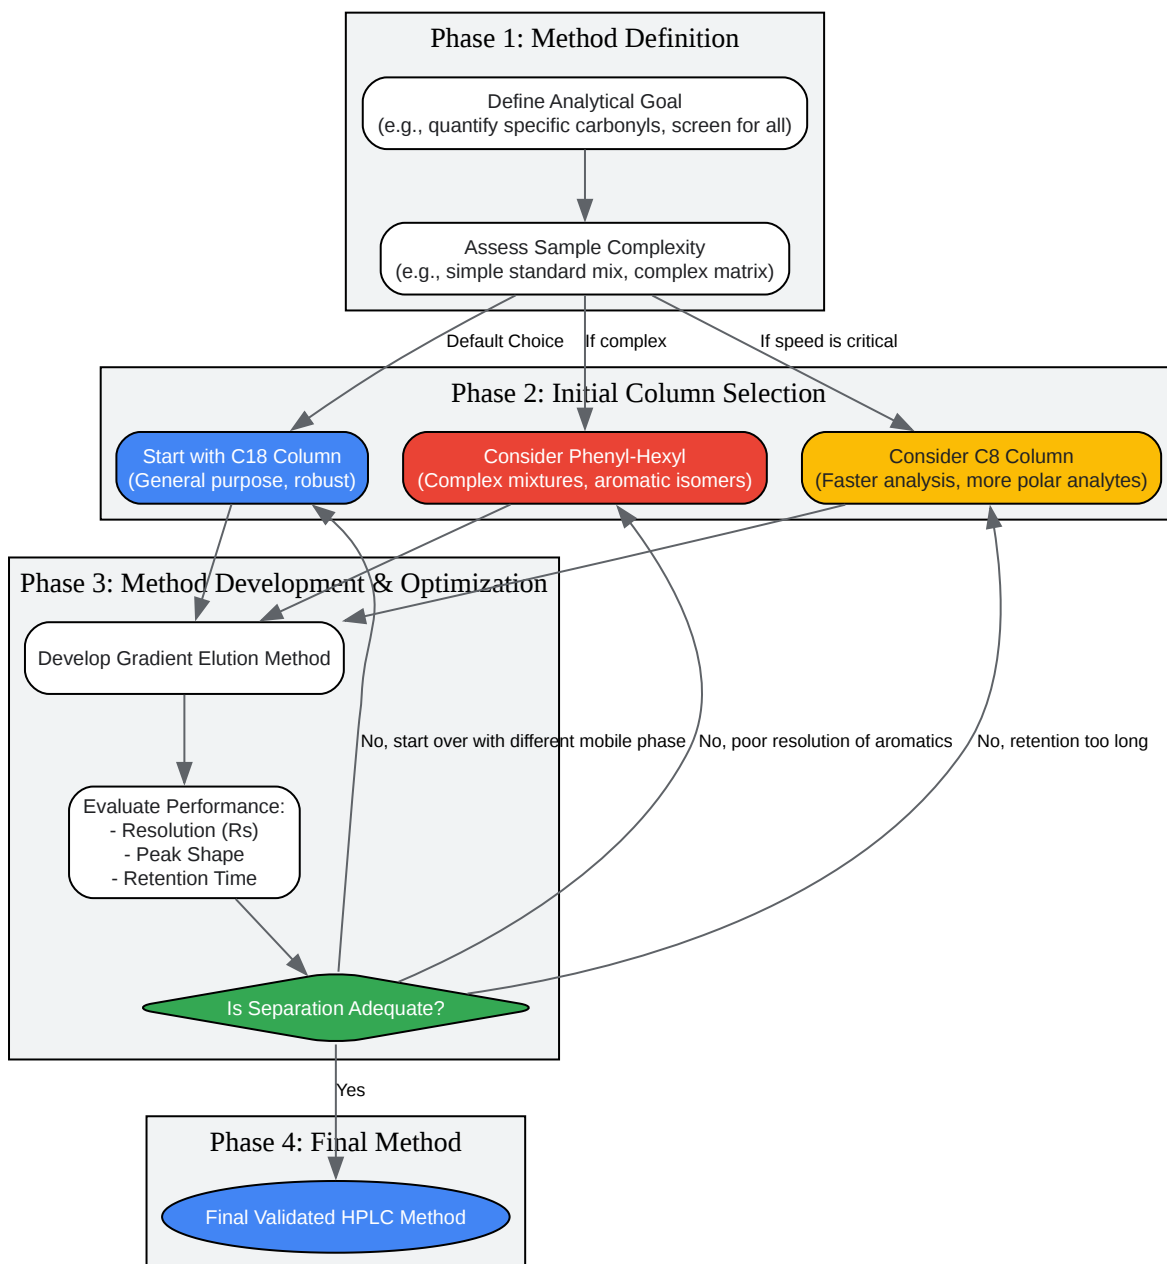 Phase 1: Method Definition
Define Analytical Goal
(e.g., quantify specific carbonyls, screen for all)
Assess Sample Complexity
(e.g., simple standard mix, complex matrix)
Default Choice
If complex
If speed is critical
Phase 2: Initial Column Selection
Start with C18 Column
(General purpose, robust)
Consider Phenyl-Hexyl
(Complex mixtures, aromatic isomers)
Consider C8 Column
(Faster analysis, more polar analytes)
Phase 3: Method Development & Optimization
Develop Gradient Elution Method
No, start over with different mobile phase
No, poor resolution of aromatics
No, retention too long
Evaluate Performance:
- Resolution (Rs)
- Peak Shape
- Retention Time
Is Separation Adequate?
Yes
Phase 4: Final Method
Final Validated HPLC Method